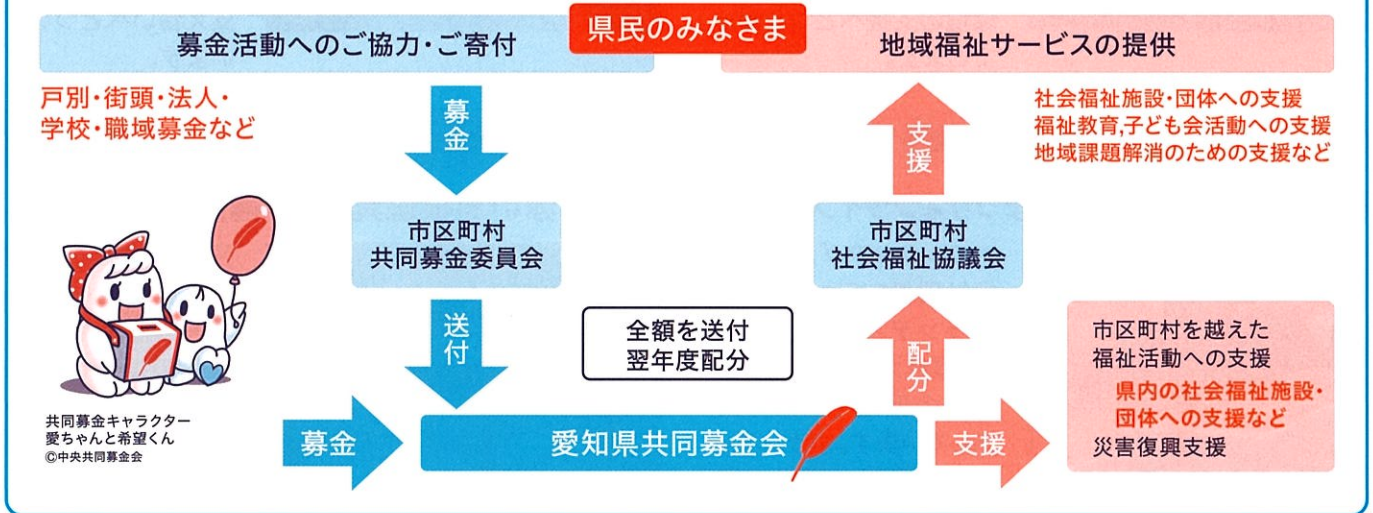 県民のみなさま
募金活動へのご協力・ご寄付
地域福祉サービスの提供
戸別・街頭・法人・
学校・職域募金など
募金
支援
社会福祉施設・団体への支援
福祉教育,子ども会活動への支援
地域課題解消のための支援など
市区町村
共同募金委員会
市区町村
社会福祉協議会
送付
全額を送付
翌年度配分
配分
市区町村を越えた
福祉活動への支援
県内の社会福祉施設・
団体への支援など
災害復興支援
共同募金キャラクター
愛ちゃんと希望くん
©中央共同募金会
募金
愛知県共同募金会
支援